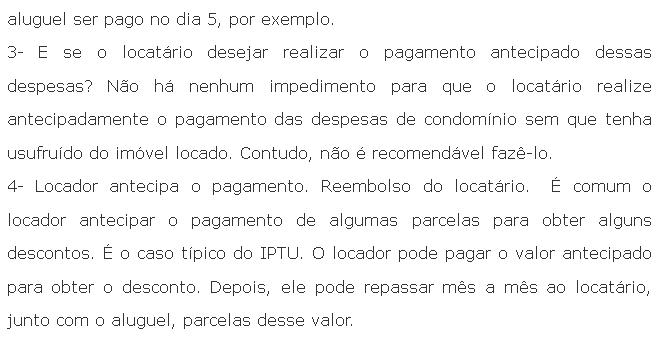 aluguel ser pago no dia 5, por exemplo.
3- E se o locatário desejar realizar o pagamento antecipado dessas
despesas? Não há nenhum impedimento para que o locatário realize
antecipadamente o pagamento das despesas de condomínio sem que tenha
usufruído do imóvel locado. Contudo, não é recomendável fazê-lo.
4- Locador antecipa o pagamento. Reembolso do locatário.  É comum o
locador antecipar o pagamento de algumas parcelas para obter alguns
descontos. É o caso típico do IPTU. O locador pode pagar o valor antecipado
para obter o desconto. Depois, ele pode repassar mês a mês ao locatário,
junto com o aluguel, parcelas desse valor.